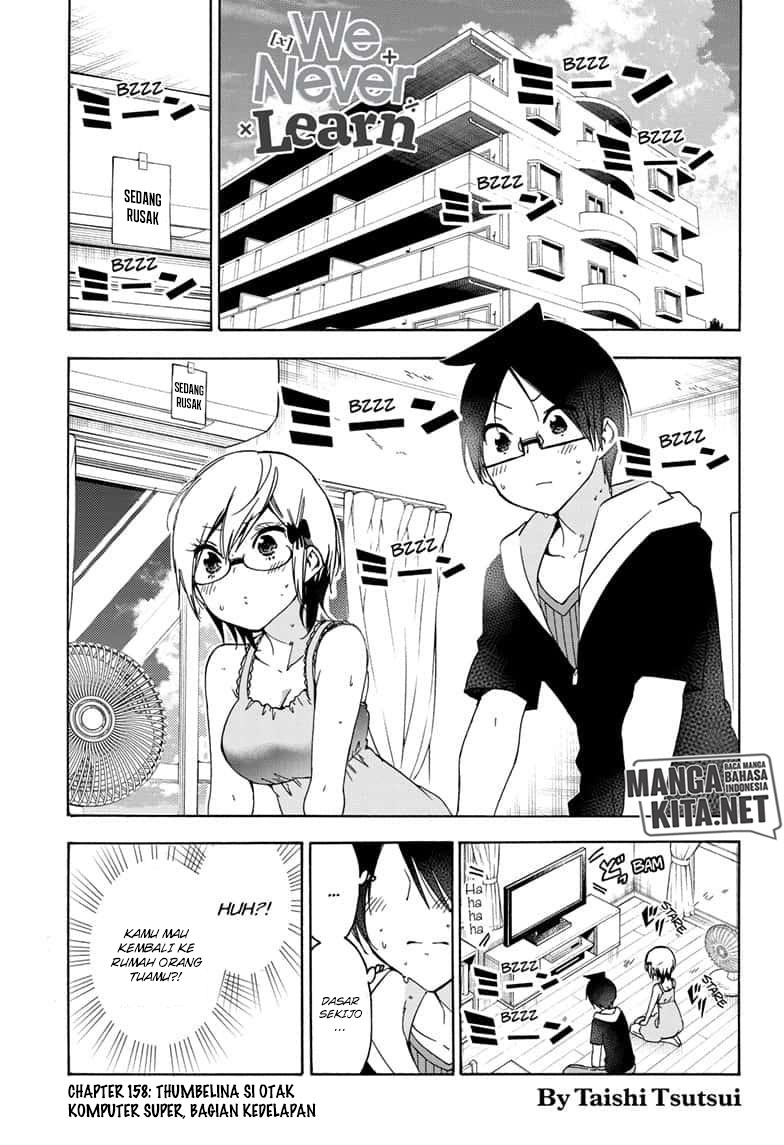 [x] We
Never
× Learn
BZZZ
ミーン
BZZZ
ミーン
BZZZ
ミーン
BZZZ
ミーン
BZZZ
ミーン
SEDANG
RUSAK
BZZZ
ミーン
BZZZ
ミーン
SEDANG
RUSAK
BZZZ
ミーン
BZZZ
ミーン
BZZZ
ミーン
MANGA
KITA.NET
BACA MANGA
BAHASA
INDONESIA
HUH?!
KAMU MAU
KEMBALI KE
RUMAH ORANG
TUAMU?!
...
DASAR
SEKIJO
...
Ha
ha
ha
ha
BAM
STARE
STARE
BZZZ
ミーン
BZZZ
ミーン
CHAPTER 158: THUMBELINA SI OTAK
KOMPUTER SUPER, BAGIAN KEDELAPAN
By Taishi Tsutsui